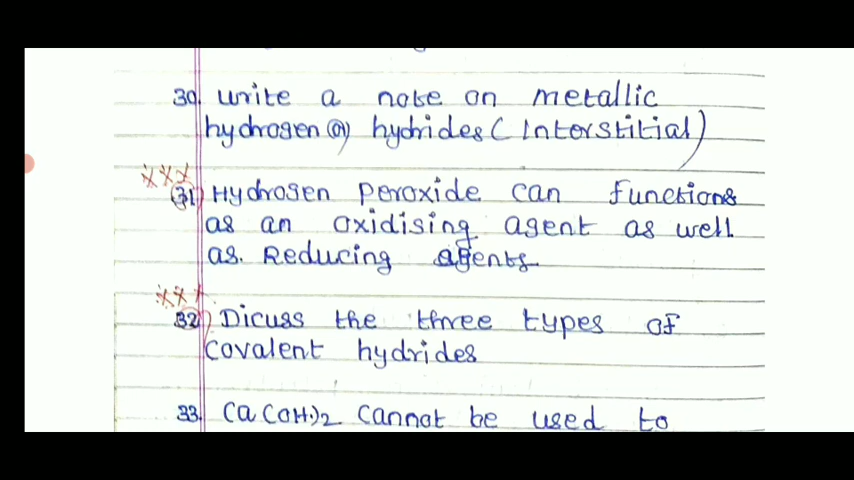 30. Write a note on metallic
hydrogen (or) hydrides (Interstitial)
xxx
31) Hydrogen peroxide can functions
as an oxidising agent as well
as. Reducing agents
xxx
32) Dicuss the three types of
covalent hydrides
33. Ca(OH)2 cannot be used to